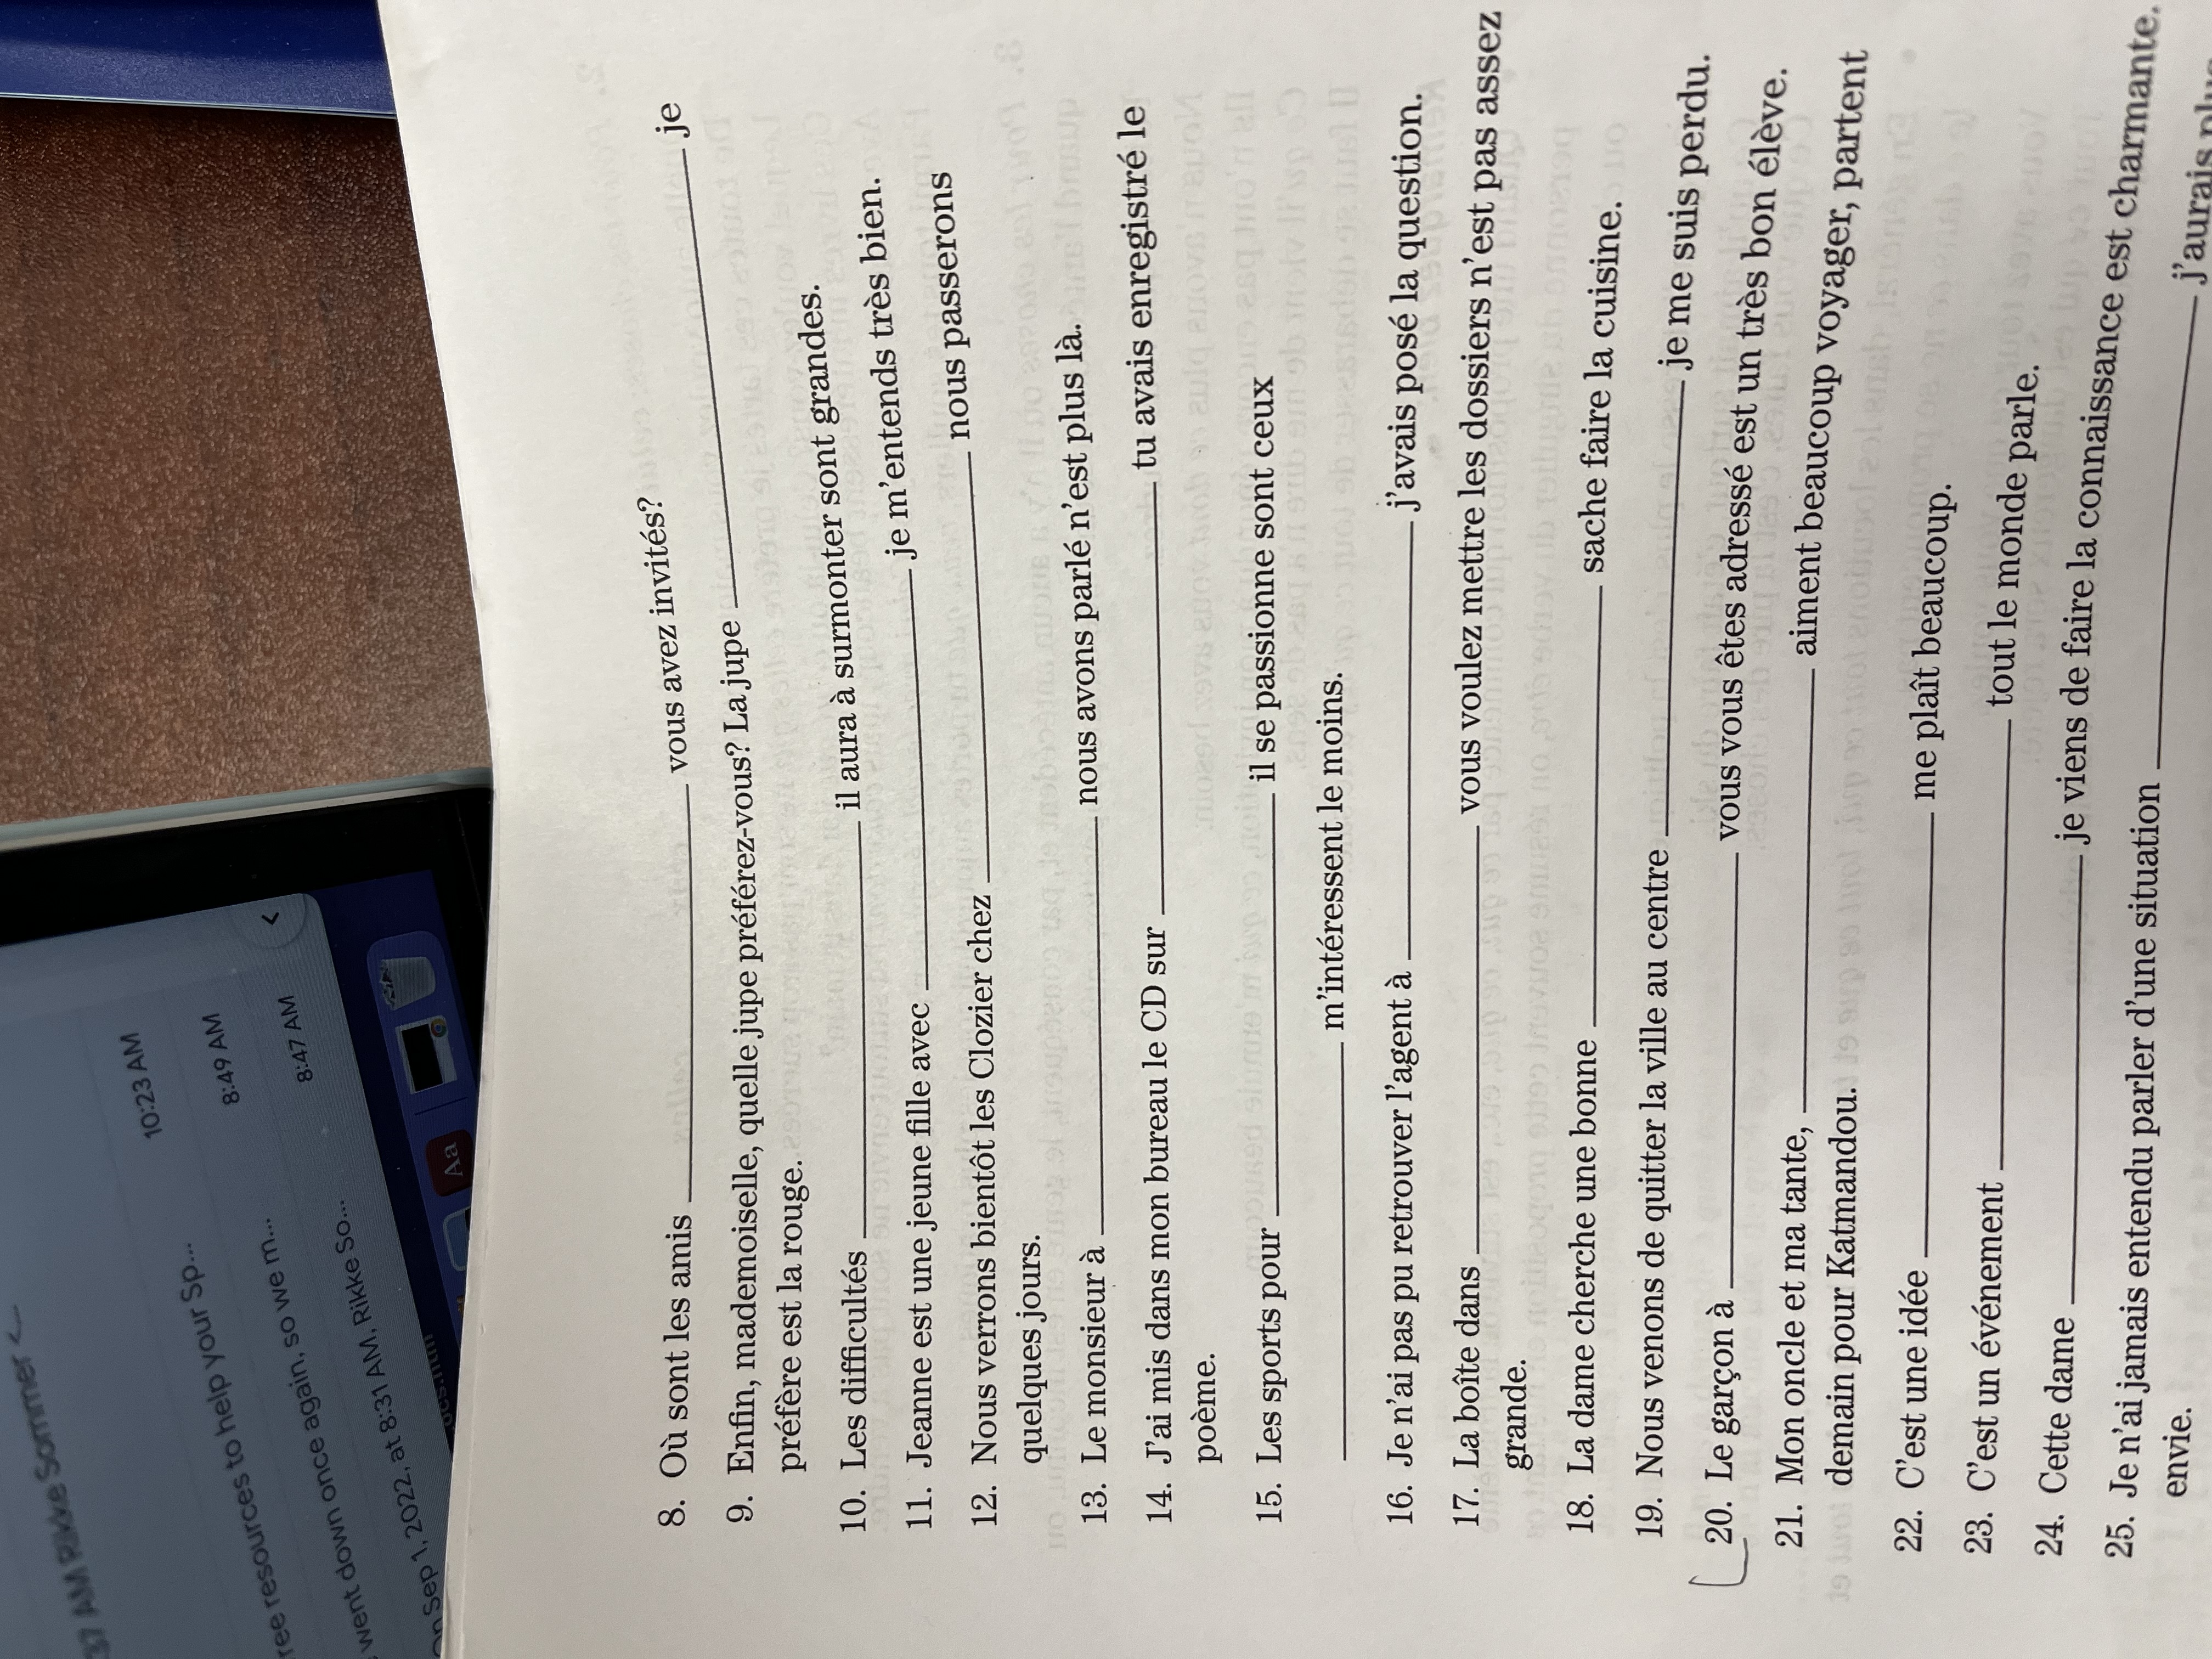 37 AM Rikke Sommer <
10:23 AM
ree resources to help your Sp...
8:49 AM
went down once again, so we m...
8:47 AM
On Sep 1, 2022, at 8:31 AM, Rikke So...
Aa
8. Où sont les amis ______ vous avez invités?
9. Enfin, mademoiselle, quelle jupe préférez-vous? La jupe ______ je
préfère est la rouge.
10. Les difficultés ______ il aura à surmonter sont grandes.
11. Jeanne est une jeune fille avec ______ je m'entends très bien.
12. Nous verrons bientôt les Clozier chez ______ nous passerons
quelques jours.
13. Le monsieur à ______ nous avons parlé n'est plus là.
14. J'ai mis dans mon bureau le CD sur ______ tu avais enregistré le
poème.
15. Les sports pour ______ il se passionne sont ceux
______ m'intéressent le moins.
16. Je n'ai pas pu retrouver l'agent à ______ j'avais posé la question.
17. La boîte dans ______ vous voulez mettre les dossiers n'est pas assez
grande.
18. La dame cherche une bonne ______ sache faire la cuisine.
19. Nous venons de quitter la ville au centre ______ je me suis perdu.
20. Le garçon à ______ vous vous êtes adressé est un très bon élève.
21. Mon oncle et ma tante, ______ aiment beaucoup voyager, partent
demain pour Katmandou.
22. C'est une idée ______ me plaît beaucoup.
23. C'est un événement ______ tout le monde parle.
24. Cette dame ______ je viens de faire la connaissance est charmante.
25. Je n'ai jamais entendu parler d'une situation ______ j'aurais
envie.